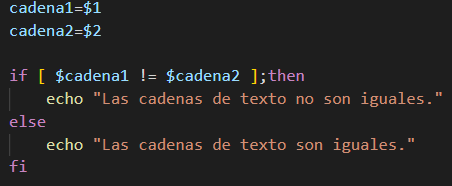 cadena1=$1
cadena2=$2
if [ $cadena1 != $cadena2 ];then
echo "Las cadenas de texto no son iguales."
else
echo "Las cadenas de texto son iguales."
fi